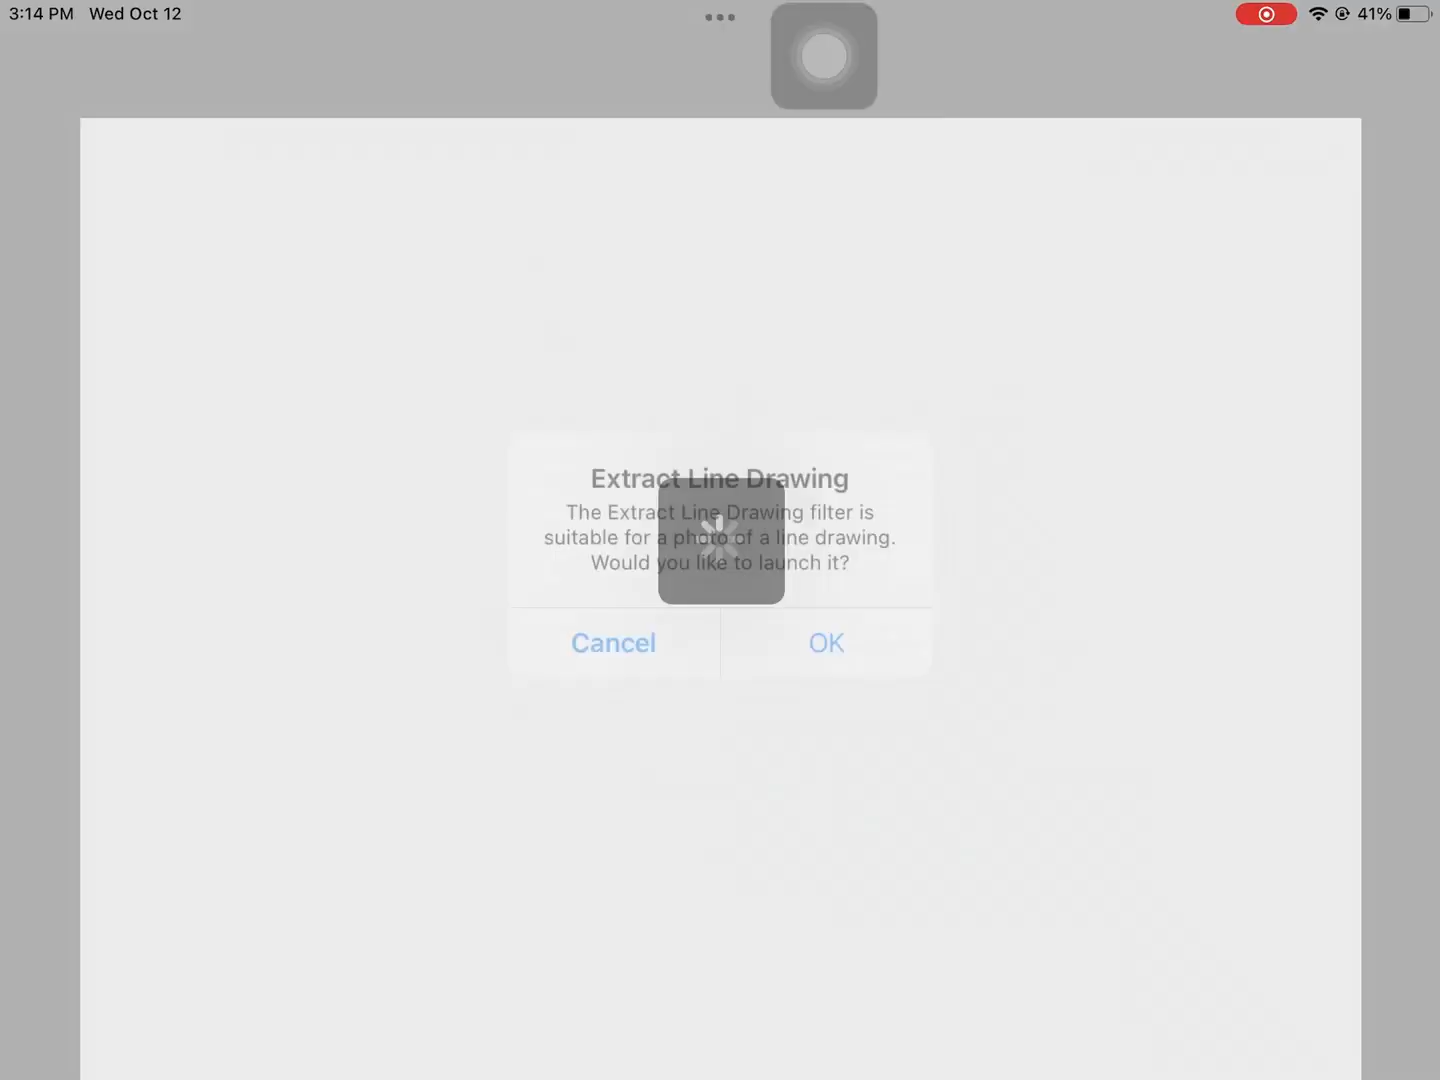 3:14 PM Wed Oct 12
41%
Extract Line Drawing
The Extract Line Drawing filter is
suitable for a photo of a line drawing.
Would you like to launch it?
Cancel
OK